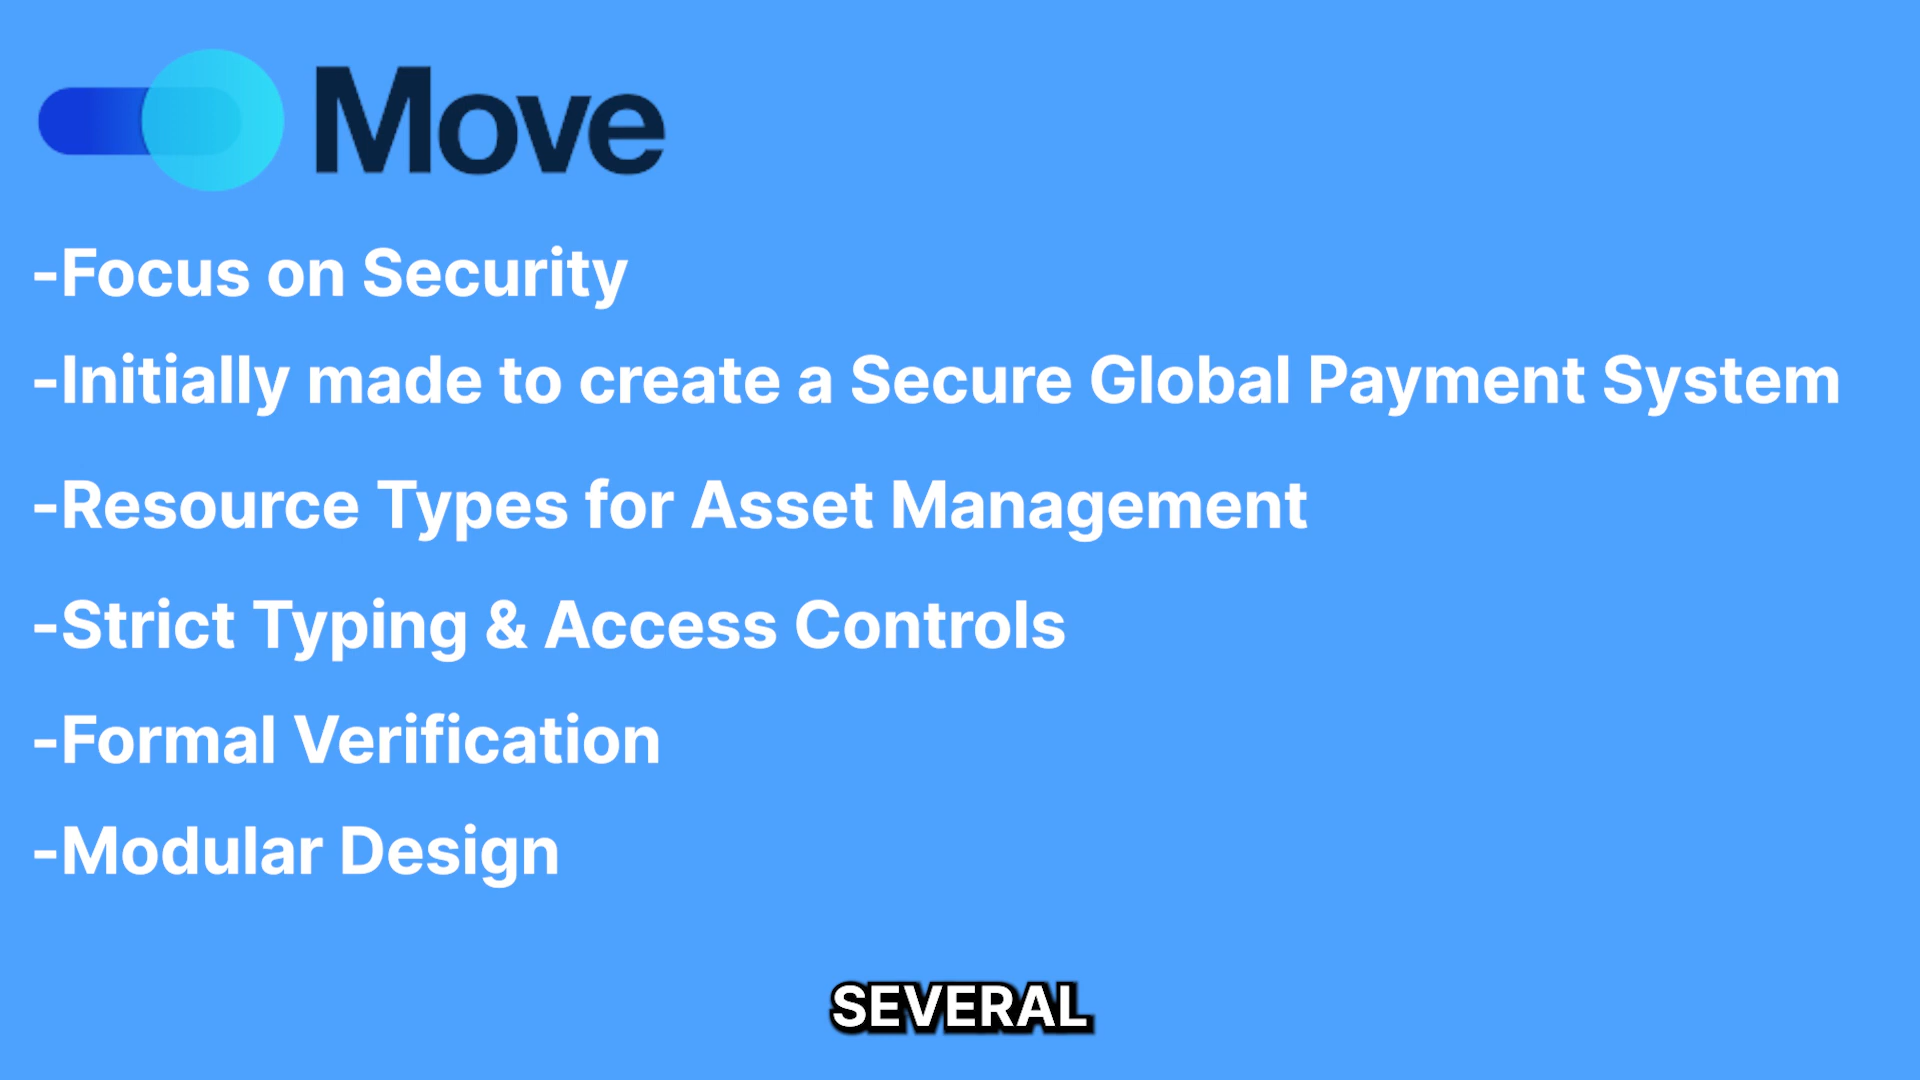 Move
-Focus on Security
-Initially made to create a Secure Global Payment System
-Resource Types for Asset Management
-Strict Typing & Access Controls
-Formal Verification
-Modular Design
SEVERAL